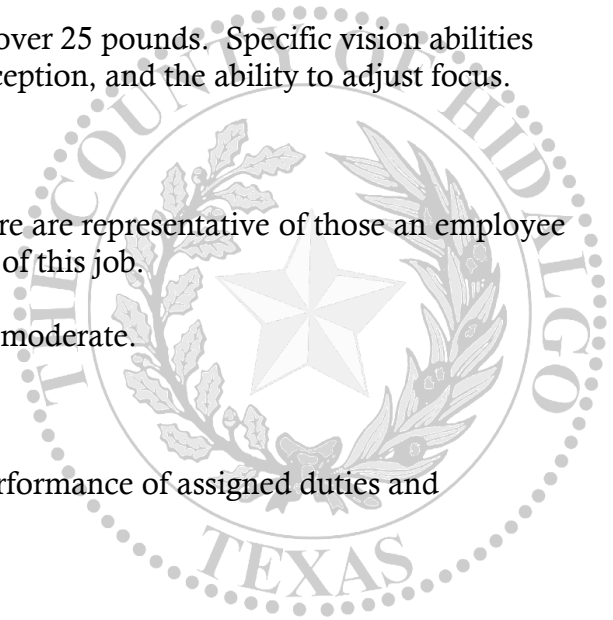 over 25 pounds. Specific vision abilities
ception, and the ability to adjust focus.
re are representative of those an employee
of this job.
moderate.
rformance of assigned duties and
THE COUNTY OF HIDALGO
TEXAS